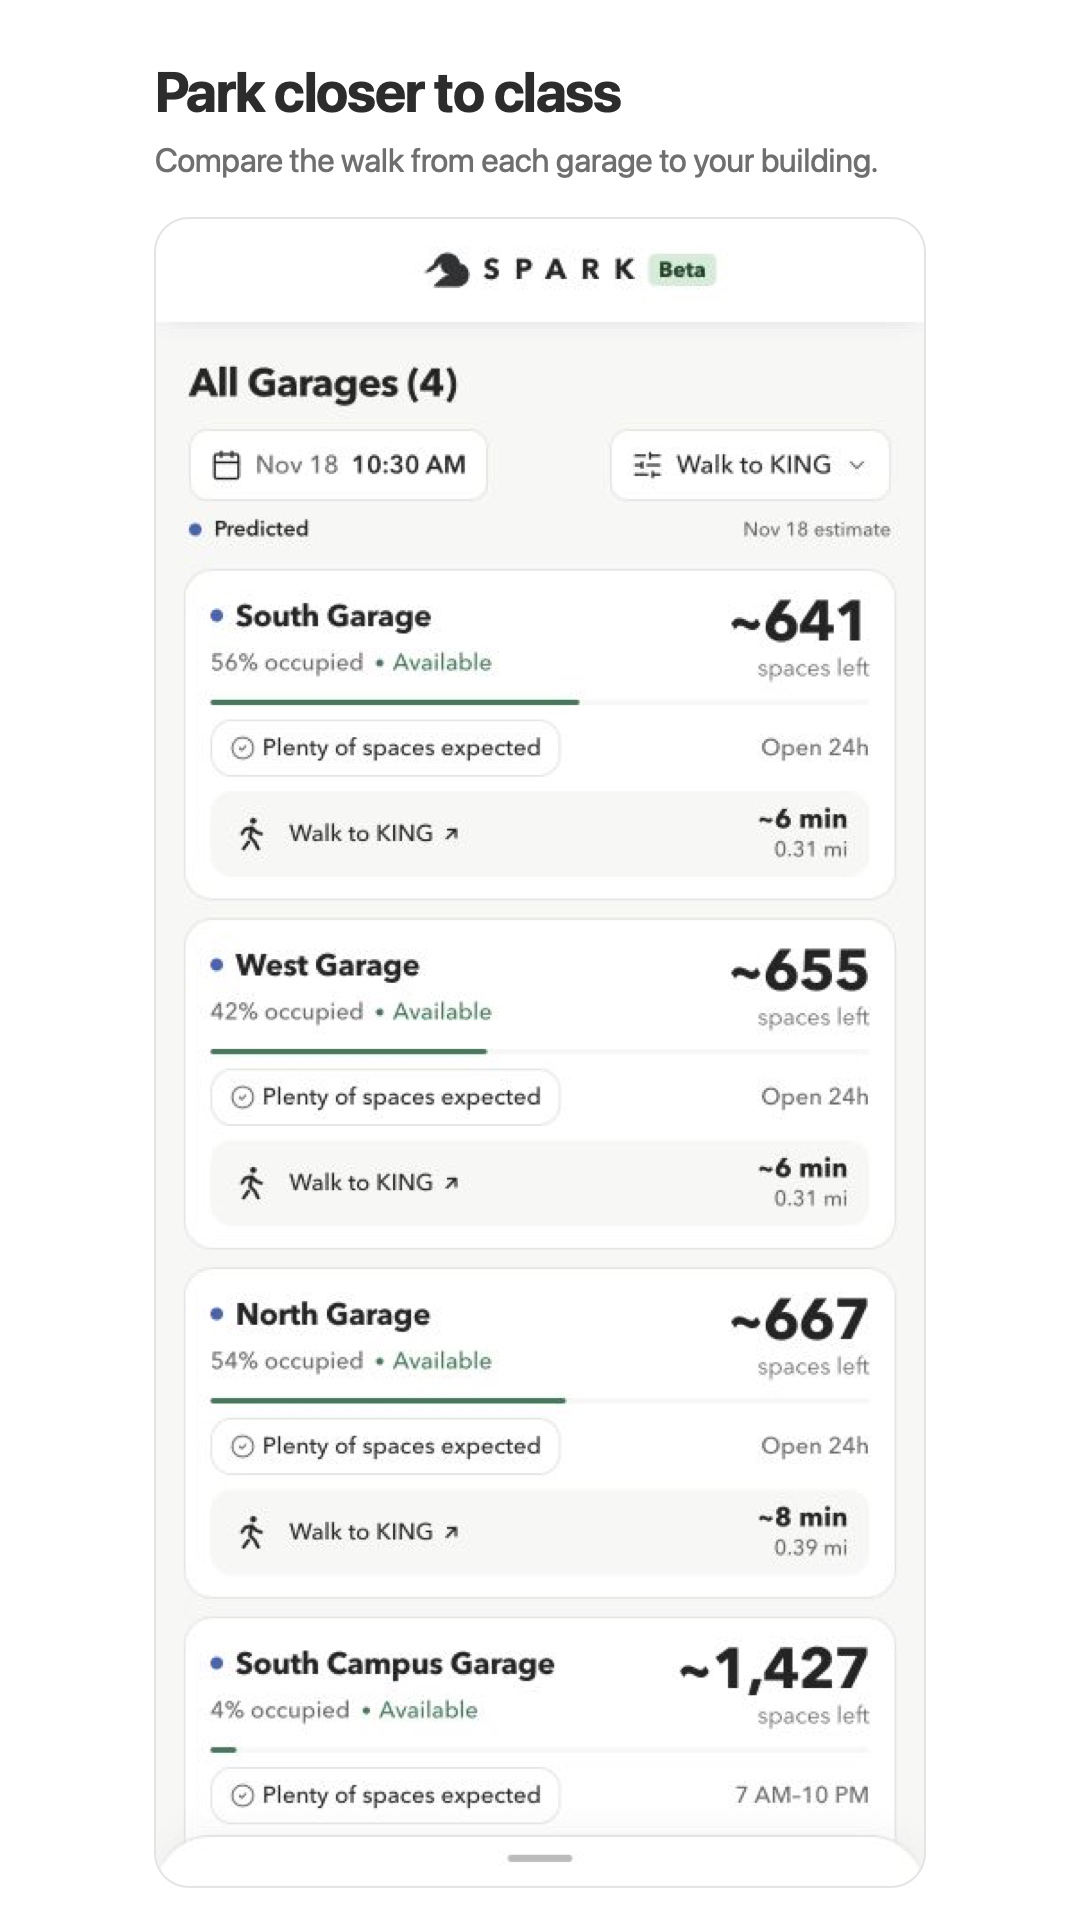 Park closer to class
Compare the walk from each garage to your building.
SPARK Beta
All Garages (4)
Nov 18 10:30 AM
Walk to KING
Predicted
Nov 18 estimate
South Garage
~641
56% occupied • Available
spaces left
Plenty of spaces expected
Open 24h
Walk to KING ↗
~6 min
0.31 mi
West Garage
~655
42% occupied • Available
spaces left
Plenty of spaces expected
Open 24h
Walk to KING ↗
~6 min
0.31 mi
North Garage
~667
54% occupied • Available
spaces left
Plenty of spaces expected
Open 24h
Walk to KING ↗
~8 min
0.39 mi
South Campus Garage
~1,427
4% occupied • Available
spaces left
Plenty of spaces expected
7 AM–10 PM